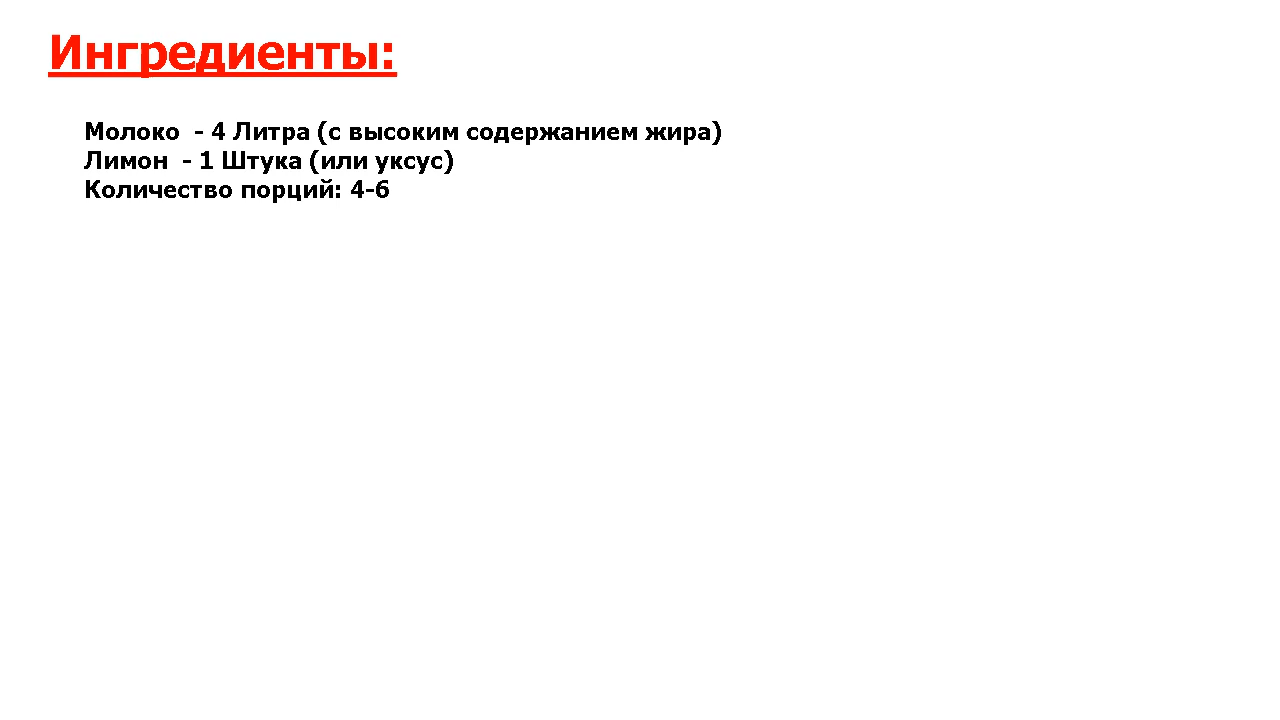 Ингредиенты:
Молоко  - 4 Литра (с высоким содержанием жира)
Лимон  - 1 Штука (или уксус)
Количество порций: 4-6